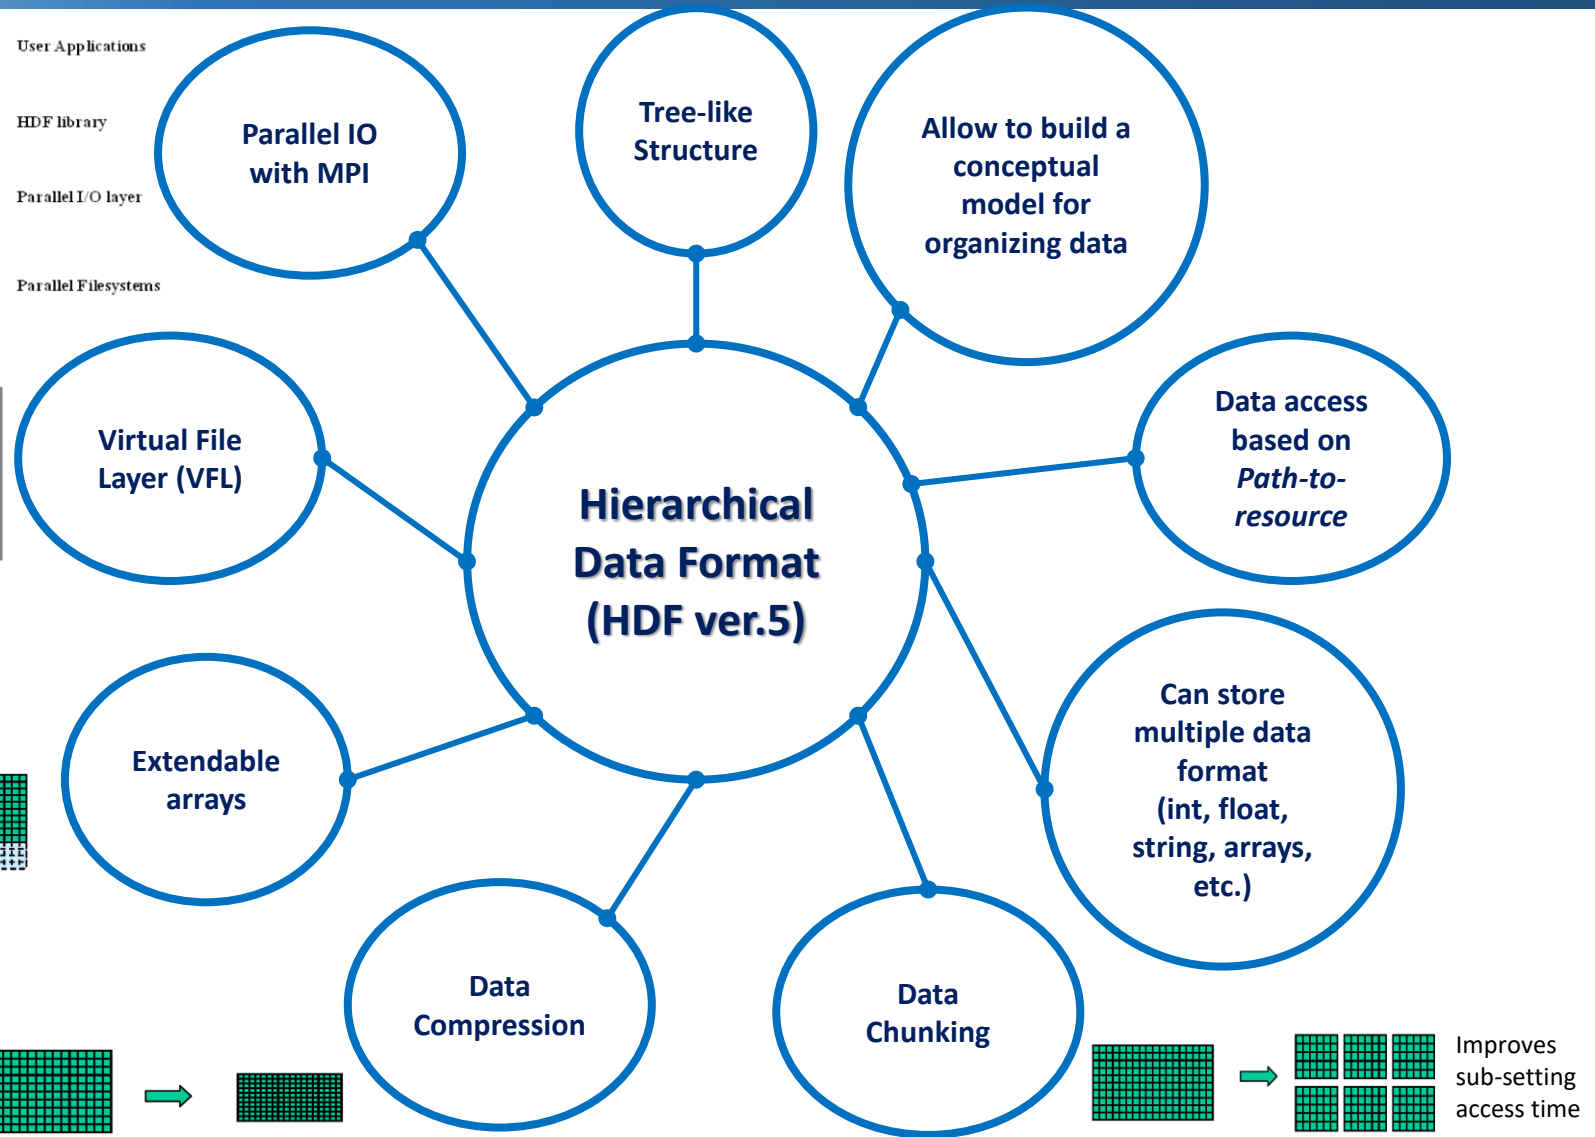 User Applications
HDF library
Parallel I/O layer
Parallel Filesystems
Parallel IO
with MPI
Tree-like
Structure
Allow to build a
conceptual
model for
organizing data
Virtual File
Layer (VFL)
Hierarchical
Data Format
(HDF ver.5)
Data access
based on
Path-to-
resource
Extendable
arrays
Can store
multiple data
format
(int, float,
string, arrays,
etc.)
Data
Compression
Data
Chunking
Improves
sub-setting
access time